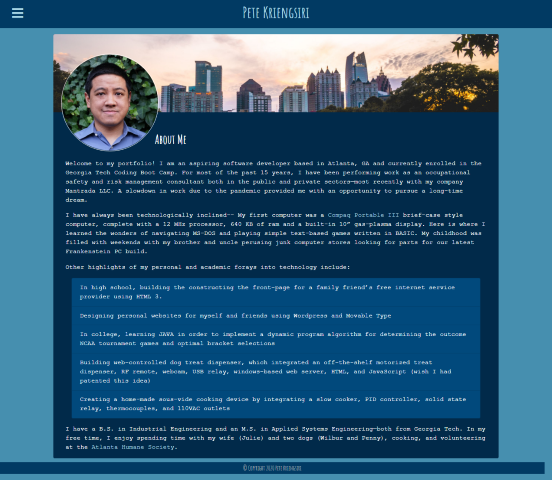 Pete Kriengsiri
About Me
Welcome to my portfolio! I am an aspiring software developer based in Atlanta, GA and currently enrolled in the
Georgia Tech Coding Boot Camp. For most of the past 15 years, I have been performing work as an occupational
safety and risk management consultant both in the public and private sectors—most recently with my company
Mantzada LLC. A slowdown in work due to the pandemic provided me with an opportunity to pursue a long-time
dream.
I have always been technologically inclined-- My first computer was a Compaq Portable III brief-case style
computer, complete with a 12 MHz processor, 640 KB of ram and a built-in 10" gas-plasma display. Here is where I
learned the wonders of navigating MS-DOS and playing simple text-based games written in BASIC. My childhood was
filled with weekends with my brother and uncle perusing junk computer stores looking for parts for our latest
Frankenstein PC build.
Other highlights of my personal and academic forays into technology include:
In high school, building the constructing the front-page for a family friend's free internet service
provider using HTML 3.
Designing personal websites for myself and friends using Wordpress and Movable Type
In college, learning JAVA in order to implement a dynamic program algorithm for determining the outcome
NCAA tournament games and optimal bracket selections
Building web-controlled dog treat dispenser, which integrated an off-the-shelf motorized treat
dispenser, RF remote, webcam, USB relay, windows-based web server, HTML, and JavaScript (wish I had
patented this idea)
Creating a home-made sous-vide cooking device by integrating a slow cooker, PID controller, solid state
relay, thermocouples, and 110VAC outlets
I have a B.S. in Industrial Engineering and an M.S. in Applied Systems Engineering—both from Georgia Tech. In my
free time, I enjoy spending time with my wife (Julie) and two dogs (Wilbur and Penny), cooking, and volunteering
at the Atlanta Humane Society.
© Copyright 2020 Pete Kriengsiri